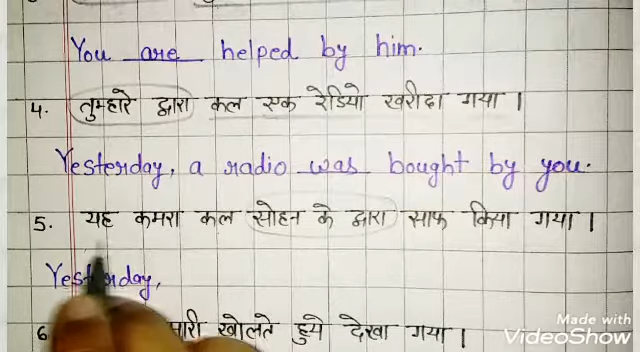 You are helped by him.
4. तुम्हारे द्वारा कल एक रेडियो खरीदा गया ।
Yesterday, a radio was bought by you.
5. यह कमरा कल सोहन के द्वारा साफ किया गया ।
Yesterday,
6 मारी खोलते हुये देखा गया ।
Made with
VideoShow